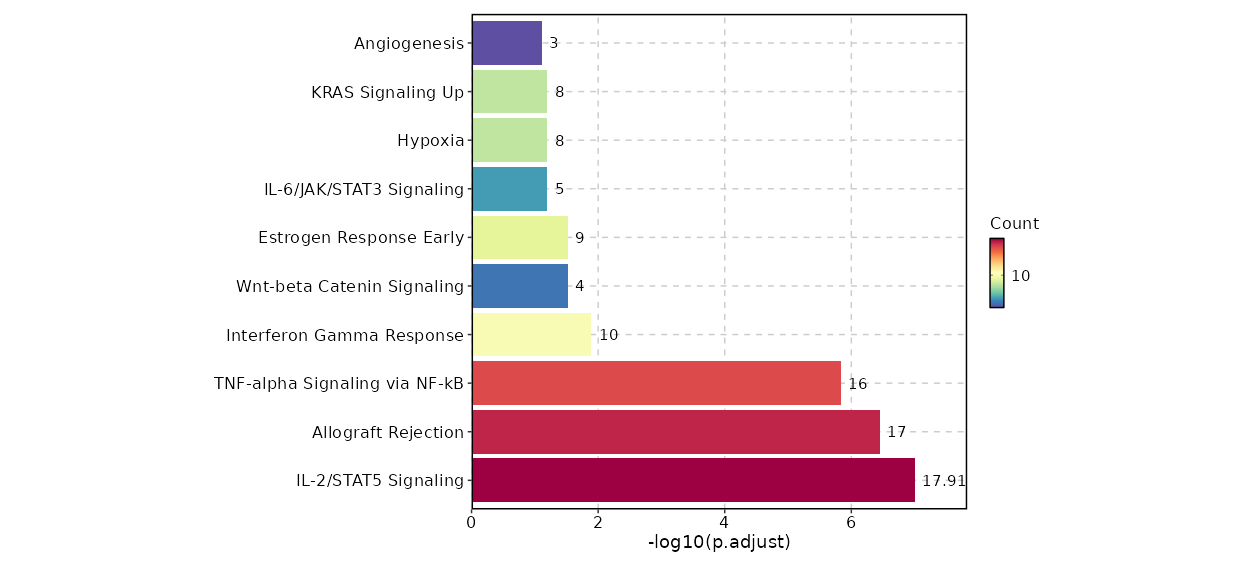 Angiogenesis 3
KRAS Signaling Up 8
Hypoxia 8
IL-6/JAK/STAT3 Signaling 5
Estrogen Response Early 9
Wnt-beta Catenin Signaling 4
Interferon Gamma Response 10
TNF-alpha Signaling via NF-kB 16
Allograft Rejection 17
IL-2/STAT5 Signaling 17.91
0 2 4 6
-log10(p.adjust)
Count
10